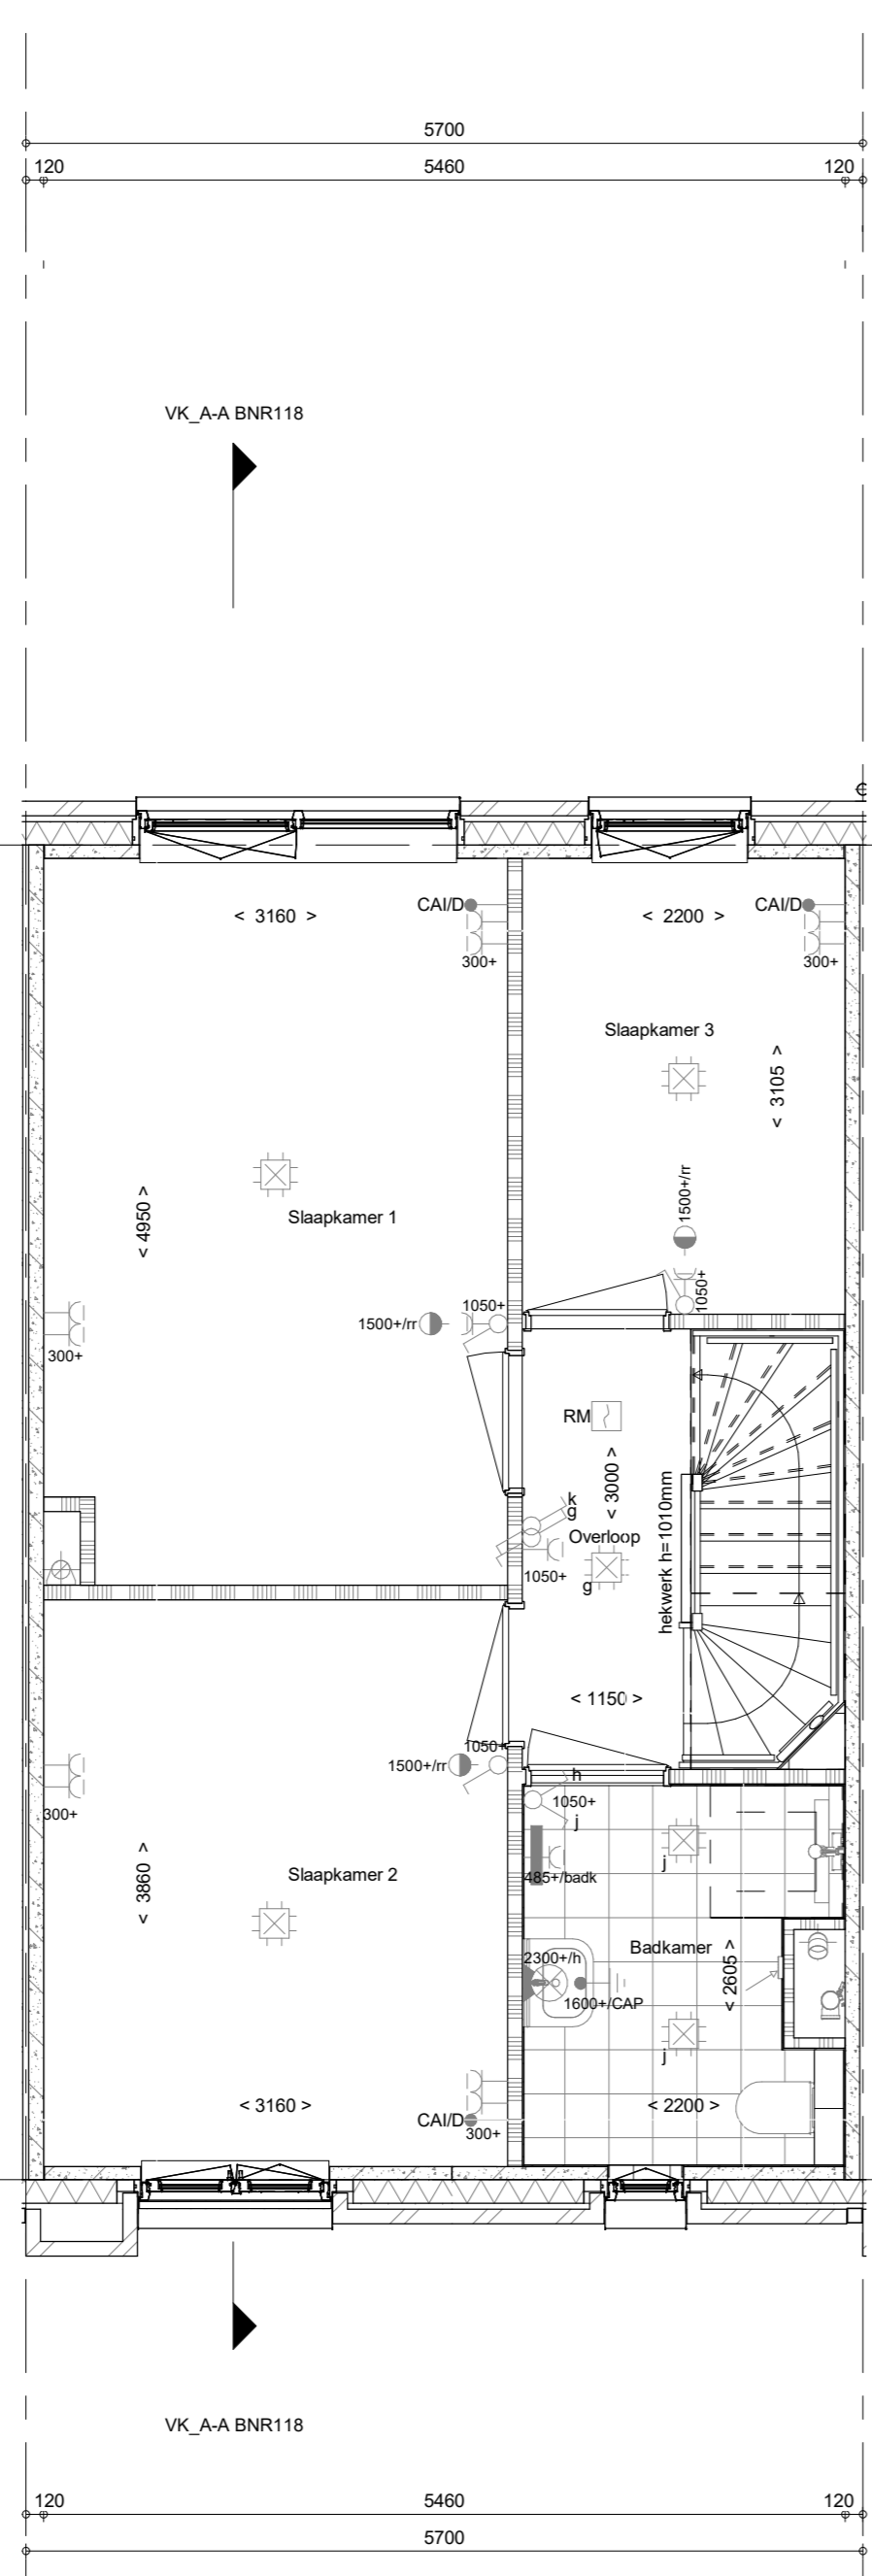 5700
120 5460 120
VK_A-A BNR118
CAI/D CAI/D
< 3160 > < 2200 >
300+ 300+
Slaapkamer 3
< 3105 >
1500+/rr
< 4950 >
Slaapkamer 1
1050+
1050+
1500+/rr
300+
RM
< 3000 >
k
g
Overloop
hekwerk h=1010mm
1050+
g
< 1150 >
1050+
1500+/rr
h
1050+
300+
j
j
485+/badk
< 3860 >
Slaapkamer 2
Badkamer
2300+/h
< 2605 >
1600+/CAP
j
< 3160 > < 2200 >
CAI/D
300+
VK_A-A BNR118
120 5460 120
5700